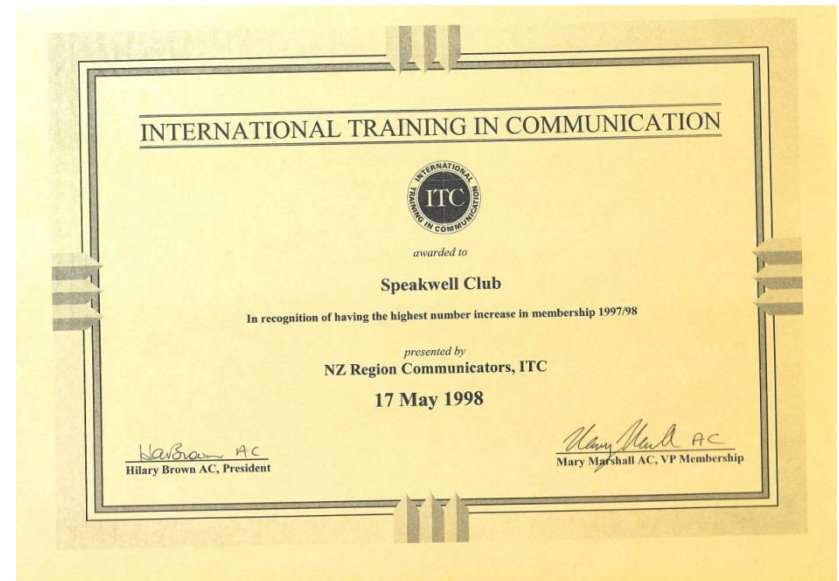 INTERNATIONAL TRAINING IN COMMUNICATION
INTERNATIONAL
ITC
TRAINING IN COMMUNICATION
awarded to
Speakwell Club
In recognition of having the highest number increase in membership 1997/98
presented by
NZ Region Communicators, ITC
17 May 1998
AC
Hilary Brown AC, President
AC
Mary Marshall AC, VP Membership